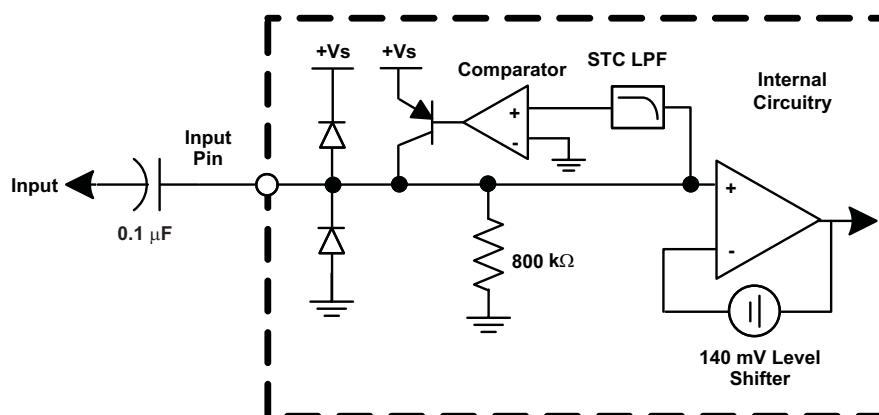 +Vs
+Vs
Comparator
STC LPF
Internal
Circuitry
+
-
Input
Pin
Input
0.1 μF
+
-
800 kΩ
140 mV Level
Shifter